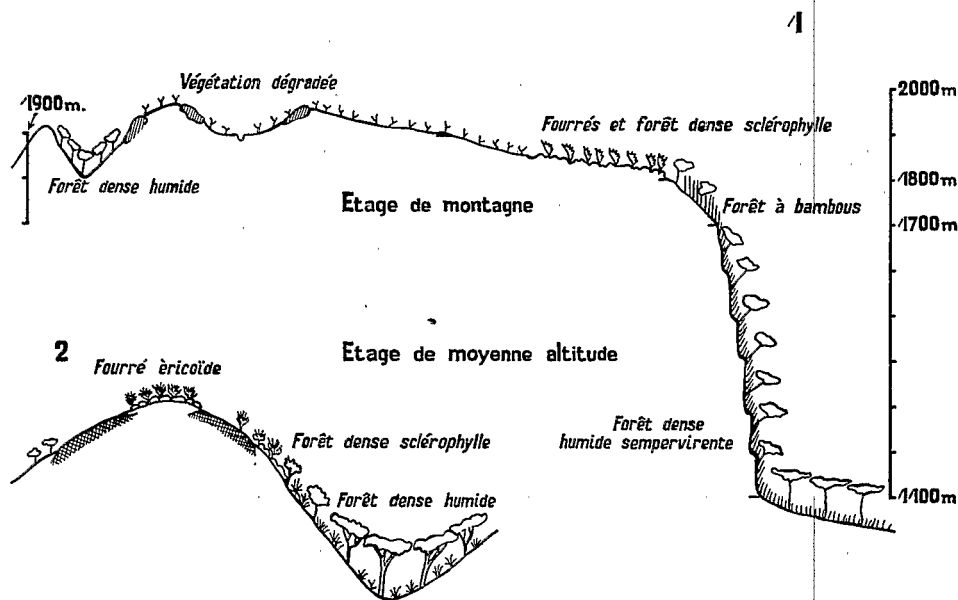 1
2000m
Végétation dégradée
1900m.
Fourrés et forêt dense sclérophylle
Forêt dense humide
1800m
Etage de montagne
Forêt à bambous
1700m
2
Etage de moyenne altitude
Fourré èricoïde
Forêt dense
humide sempervirente
Forêt dense sclérophylle
Forêt dense humide
1100m